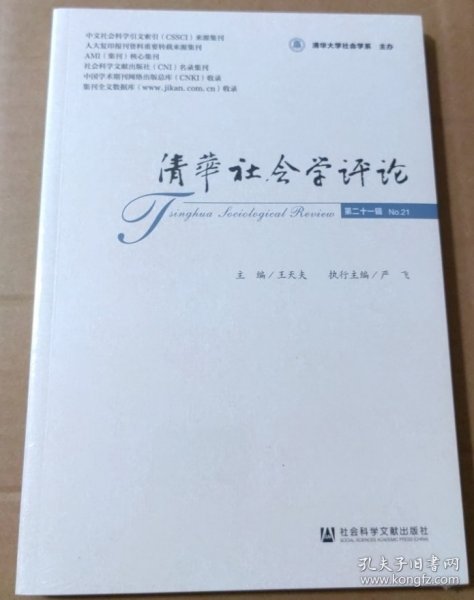 中文社会科学引文索引（CSSCI）来源集刊
人大复印报刊资料重要转载来源集刊
AMI（集刊）核心集刊
社会科学文献出版社（CNI）名录集刊
中国学术期刊网络出版总库（CNKI）收录
集刊全文数据库（www.jikan.com.cn）收录
清华大学社会学系 主办
清华社会学评论
Tsinghua Sociological Review 第二十一辑 No.21
主 编／王天夫 执行主编／严 飞
社会科学文献出版社
SOCIAL SCIENCES ACADEMIC PRESS (CHINA)
孔夫子旧书网
www.kongfz.com